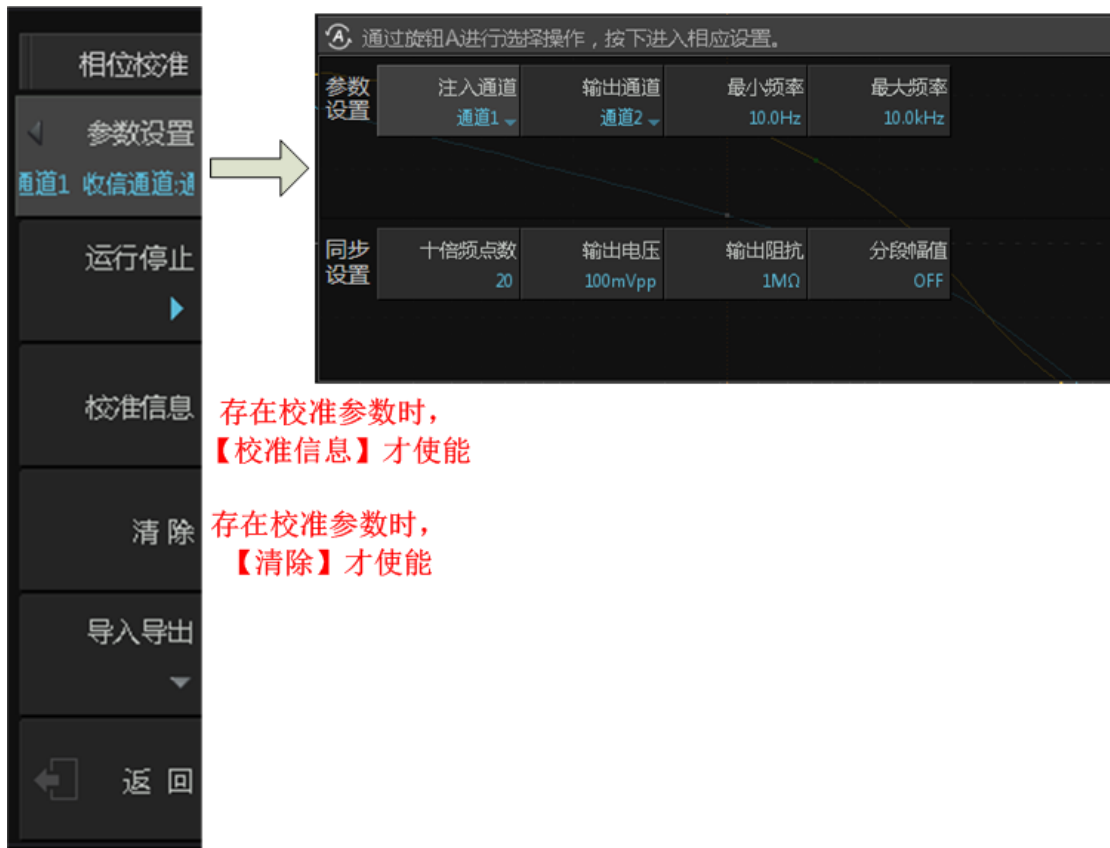 相位校准
参数设置
通道1 收信通道:通
运行停止
校准信息
清 除
导入导出
返 回
A 通过旋钮A进行选择操作，按下进入相应设置。
参数设置
注入通道 输出通道 最小频率 最大频率
通道1 通道2 10.0Hz 10.0kHz
同步设置
十倍频点数 输出电压 输出阻抗 分段幅值
20 100mVpp 1MΩ OFF
存在校准参数时，
【校准信息】才使能
存在校准参数时，
【清除】才使能